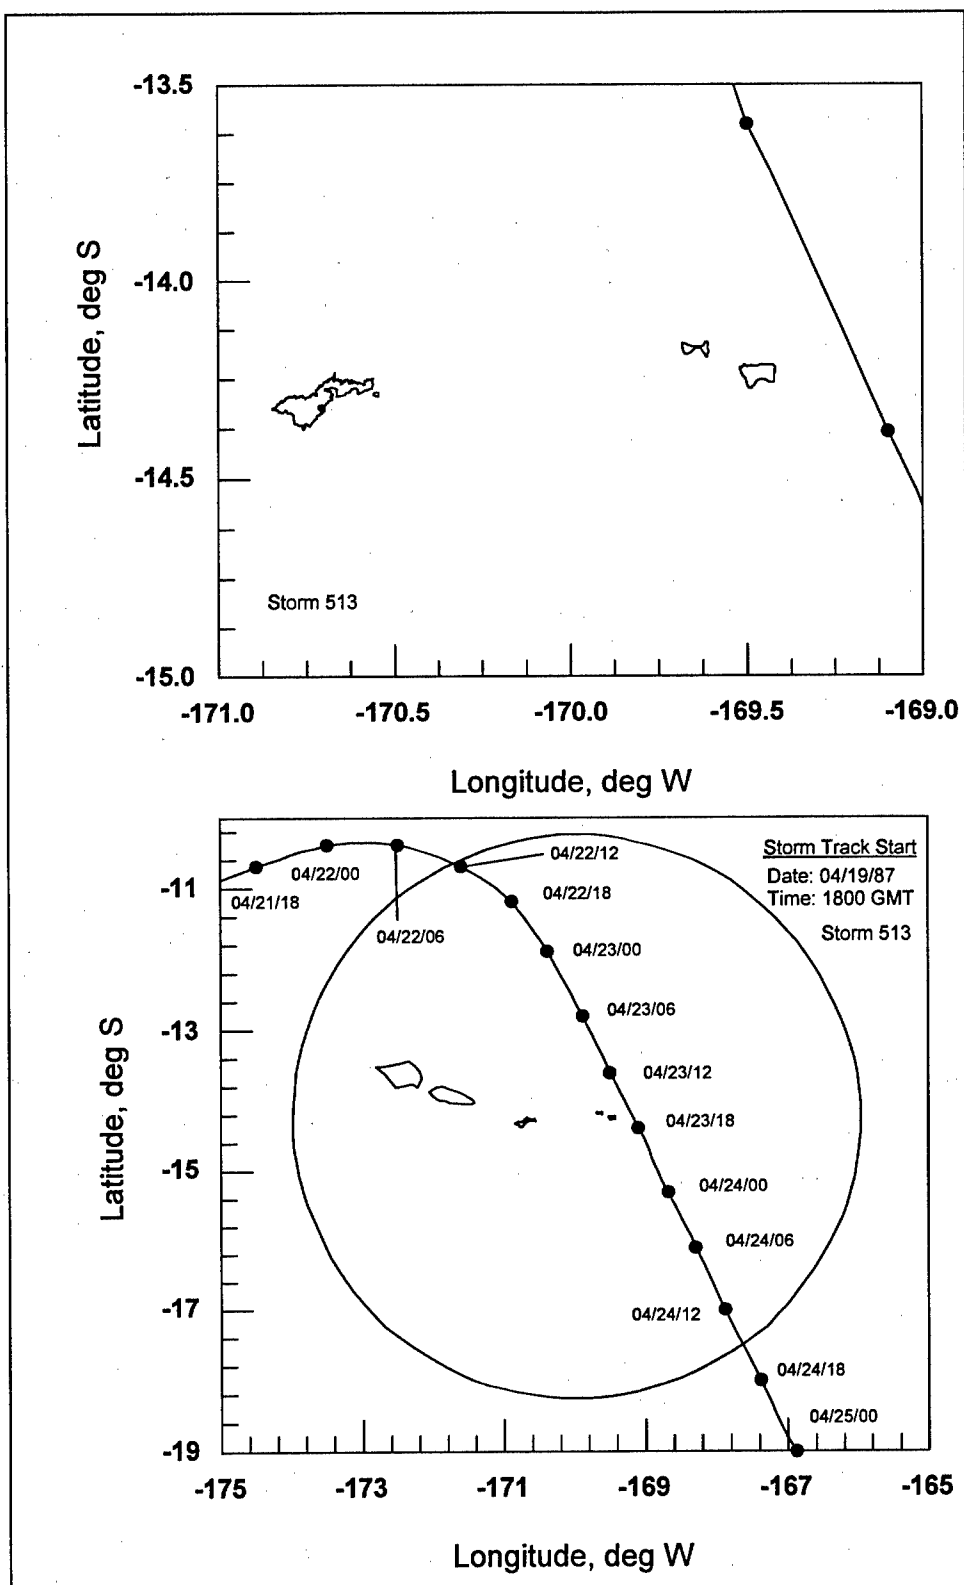 -13.5
-14.0
-14.5
-15.0
Latitude, deg S
Storm 513
-171.0 -170.5 -170.0 -169.5 -169.0
Longitude, deg W
Storm Track Start
Date: 04/19/87
Time: 1800 GMT
Storm 513
04/21/18
04/22/00
04/22/06
04/22/12
04/22/18
04/23/00
04/23/06
04/23/12
04/23/18
04/24/00
04/24/06
04/24/12
04/24/18
04/25/00
-11
-13
-15
-17
-19
Latitude, deg S
-175 -173 -171 -169 -167 -165
Longitude, deg W